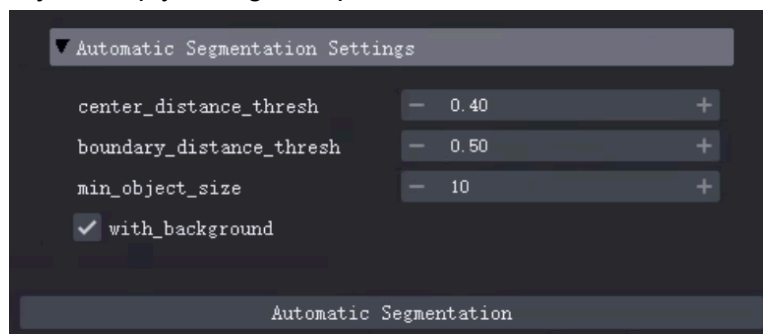 Automatic Segmentation Settings
center_distance_thresh − 0.40 +
boundary_distance_thresh − 0.50 +
min_object_size − 10 +
with_background
Automatic Segmentation